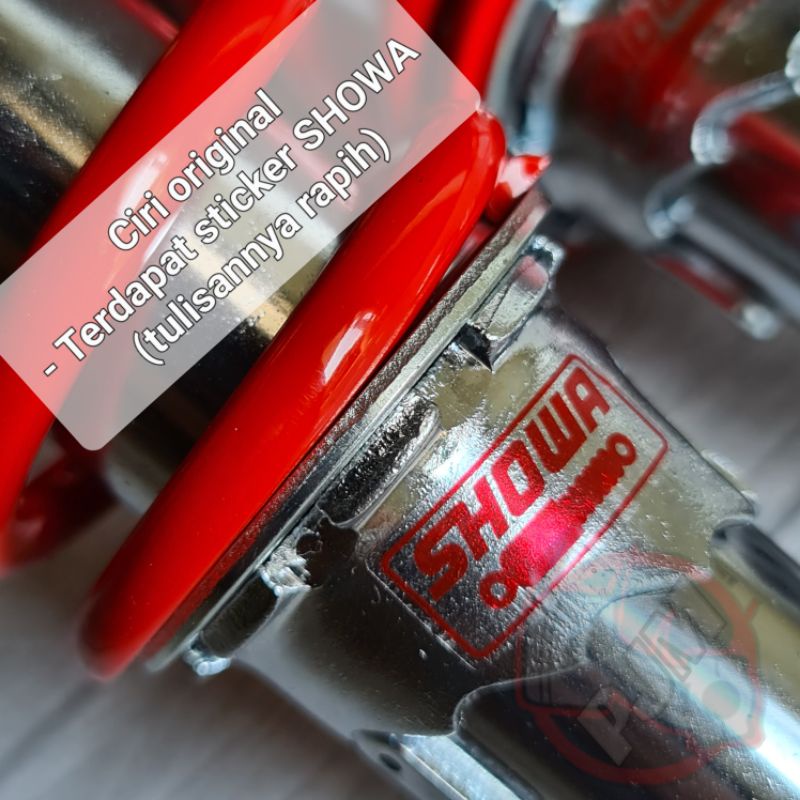 Ciri original
- Terdapat sticker SHOWA
(tulisannya rapih)
SHOWA